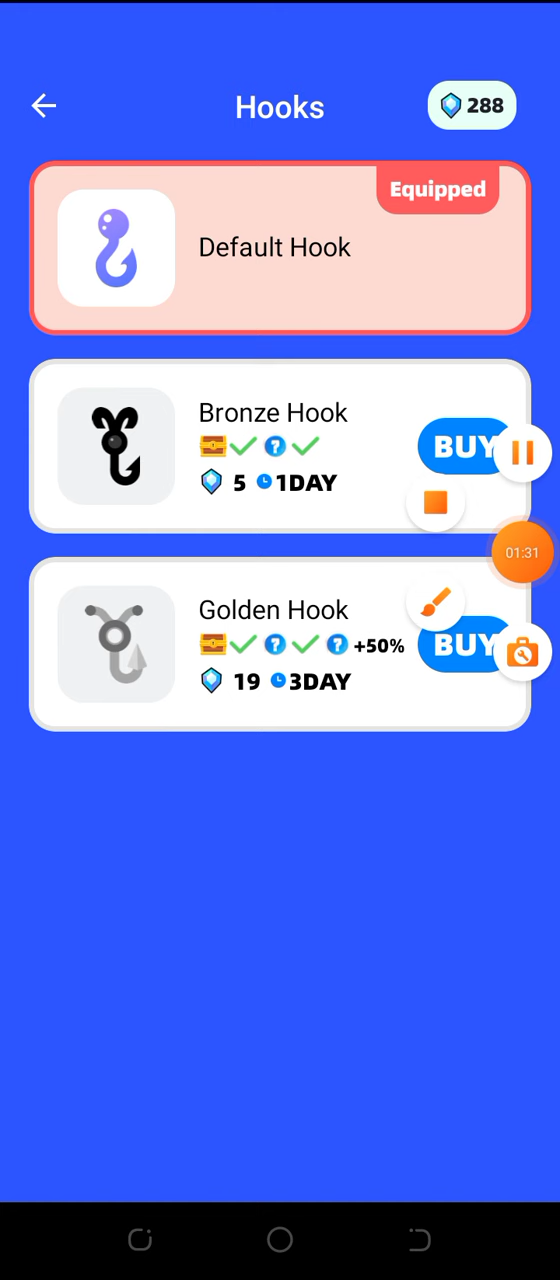 Hooks
288
Equipped
Default Hook
Bronze Hook
BUY
5 1DAY
01:31
Golden Hook
+50%
BUY
19 3DAY